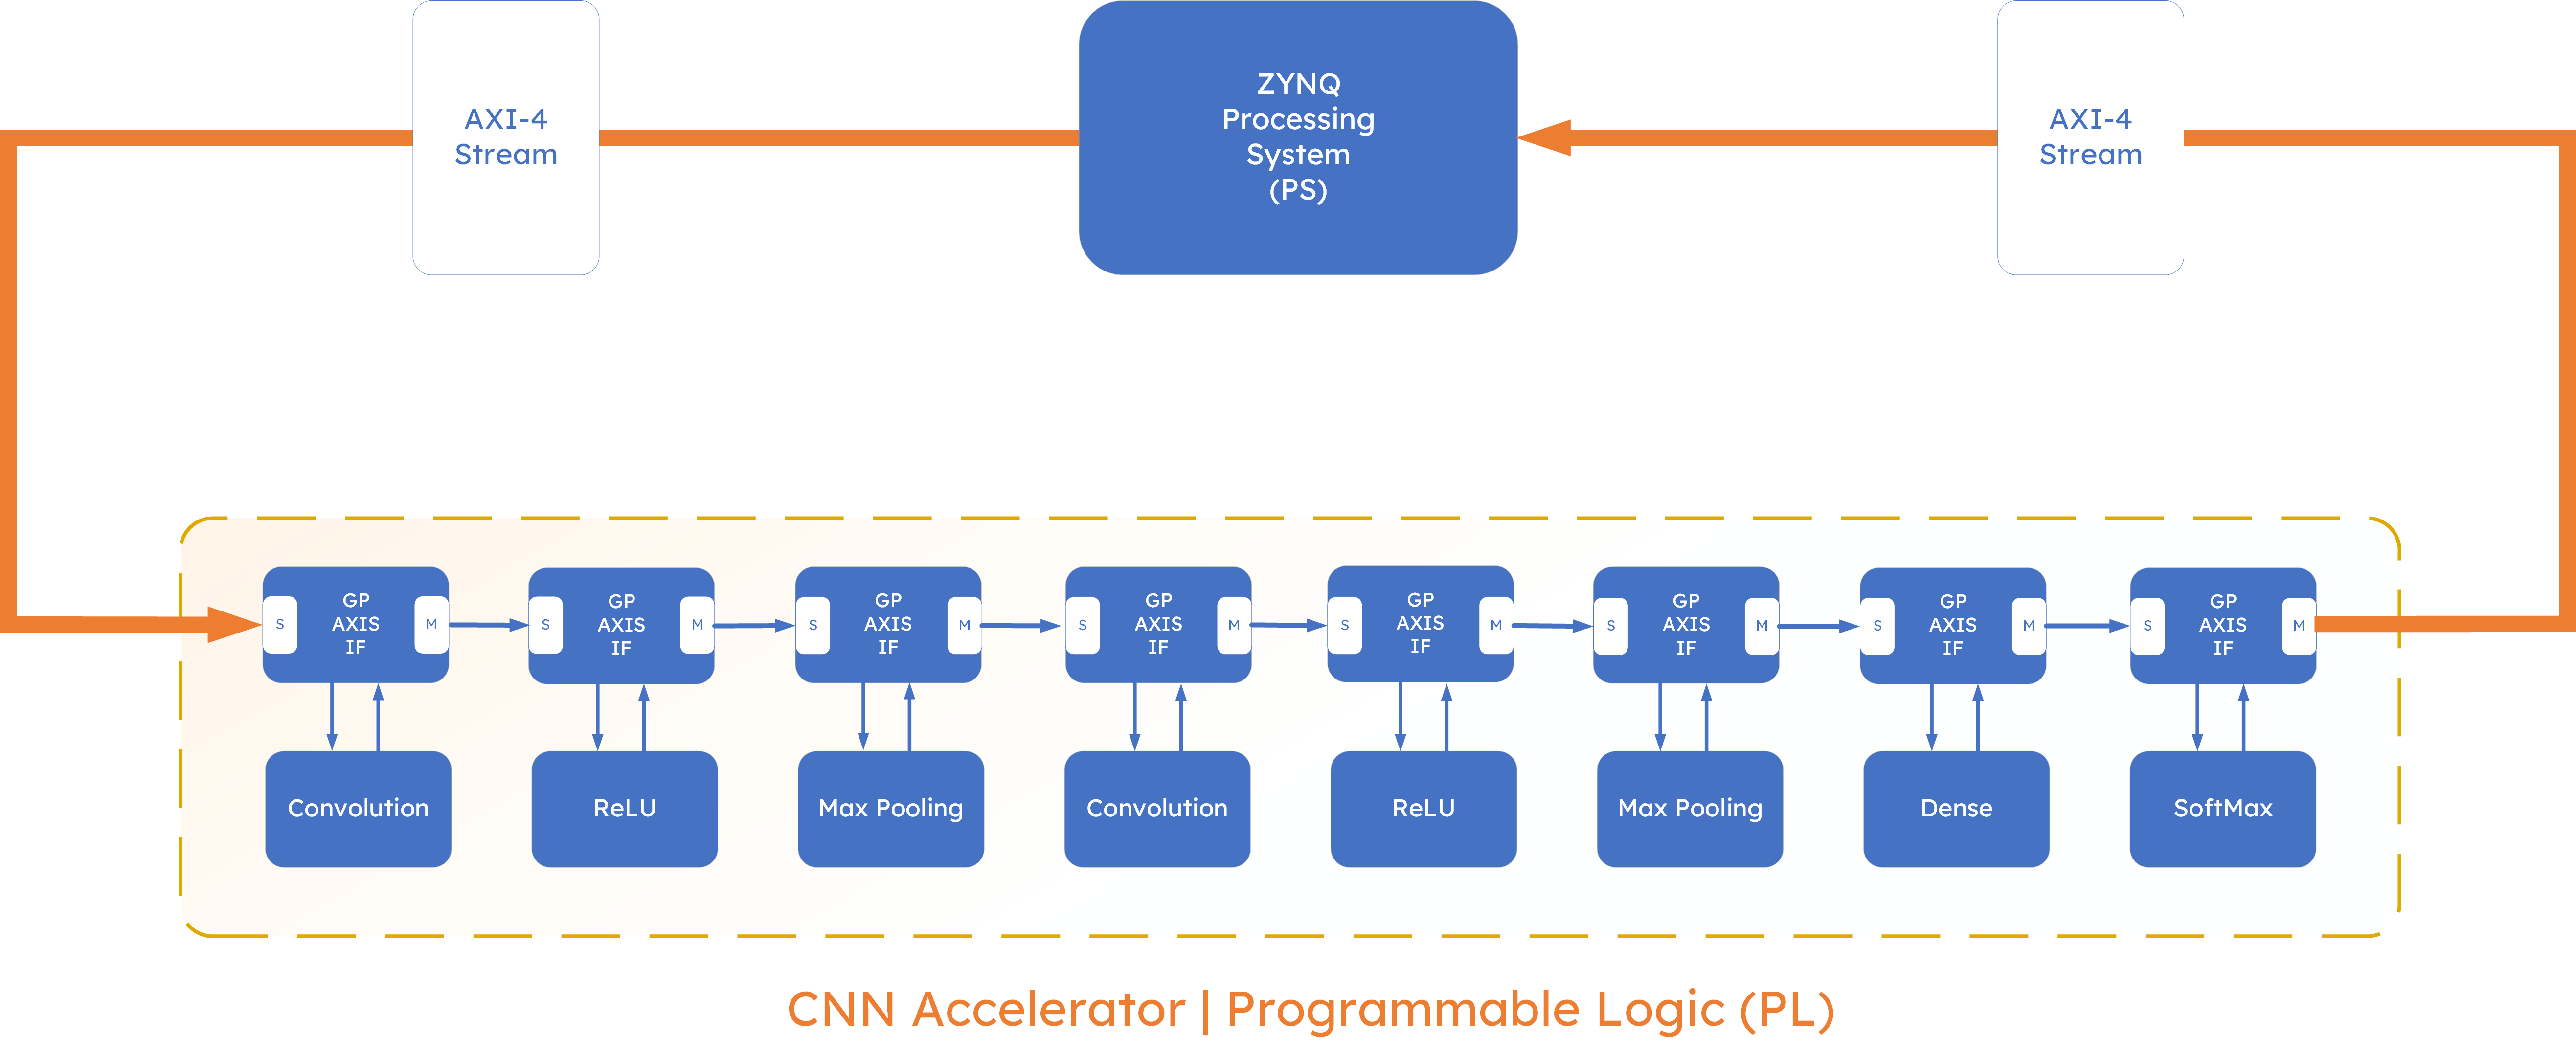 AXI-4
Stream
ZYNQ
Processing
System
(PS)
AXI-4
Stream
S
GP
AXIS
IF
M
S
GP
AXIS
IF
M
S
GP
AXIS
IF
M
S
GP
AXIS
IF
M
S
GP
AXIS
IF
M
S
GP
AXIS
IF
M
S
GP
AXIS
IF
M
S
GP
AXIS
IF
M
Convolution
ReLU
Max Pooling
Convolution
ReLU
Max Pooling
Dense
SoftMax
CNN Accelerator | Programmable Logic (PL)